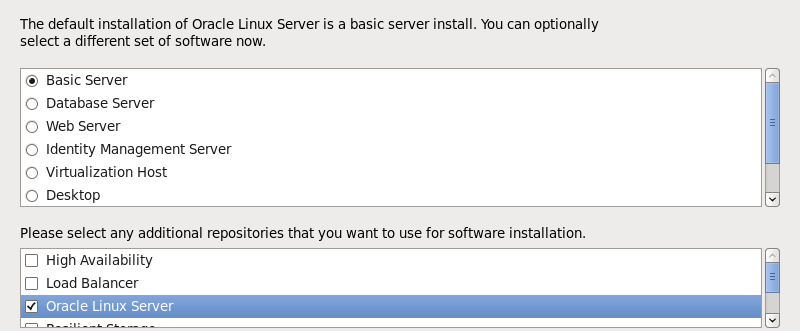 The default installation of Oracle Linux Server is a basic server install. You can optionally
select a different set of software now.
Basic Server
Database Server
Web Server
Identity Management Server
Virtualization Host
Desktop
Please select any additional repositories that you want to use for software installation.
High Availability
Load Balancer
Oracle Linux Server
Resilient Storage